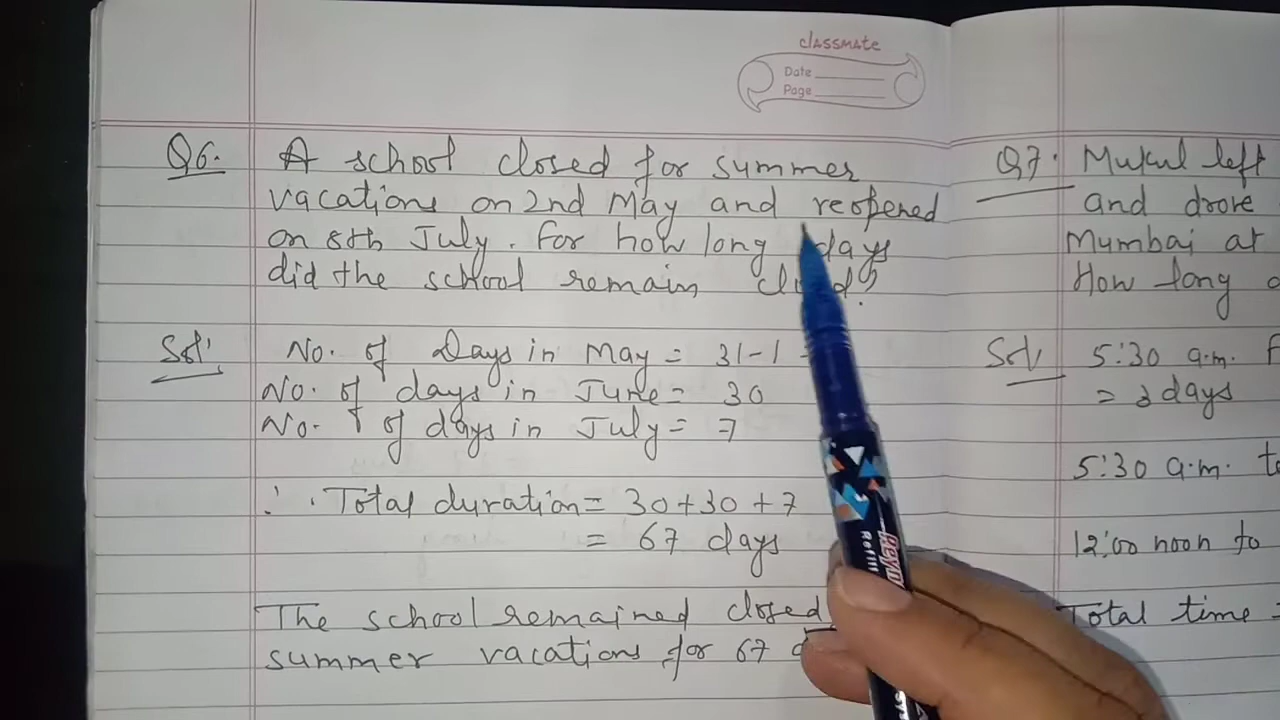 classmate
Date
Page
Q6. A school closed for summer
vacations on 2nd May and reopened
on 8th July. For how long days
did the school remain closed?
Sol.
No. of Days in May = 31-1
No. of days in June = 30
No. of days in July = 7
∴ Total duration = 30+30+7
= 67 days
The school remained closed
summer vacations for 67
Q7. Mukul left
and drove
Mumbai at
How long
Sol. 5:30 a.m.
= 2 days
5:30 a.m. to
12:00 noon to
Total time =